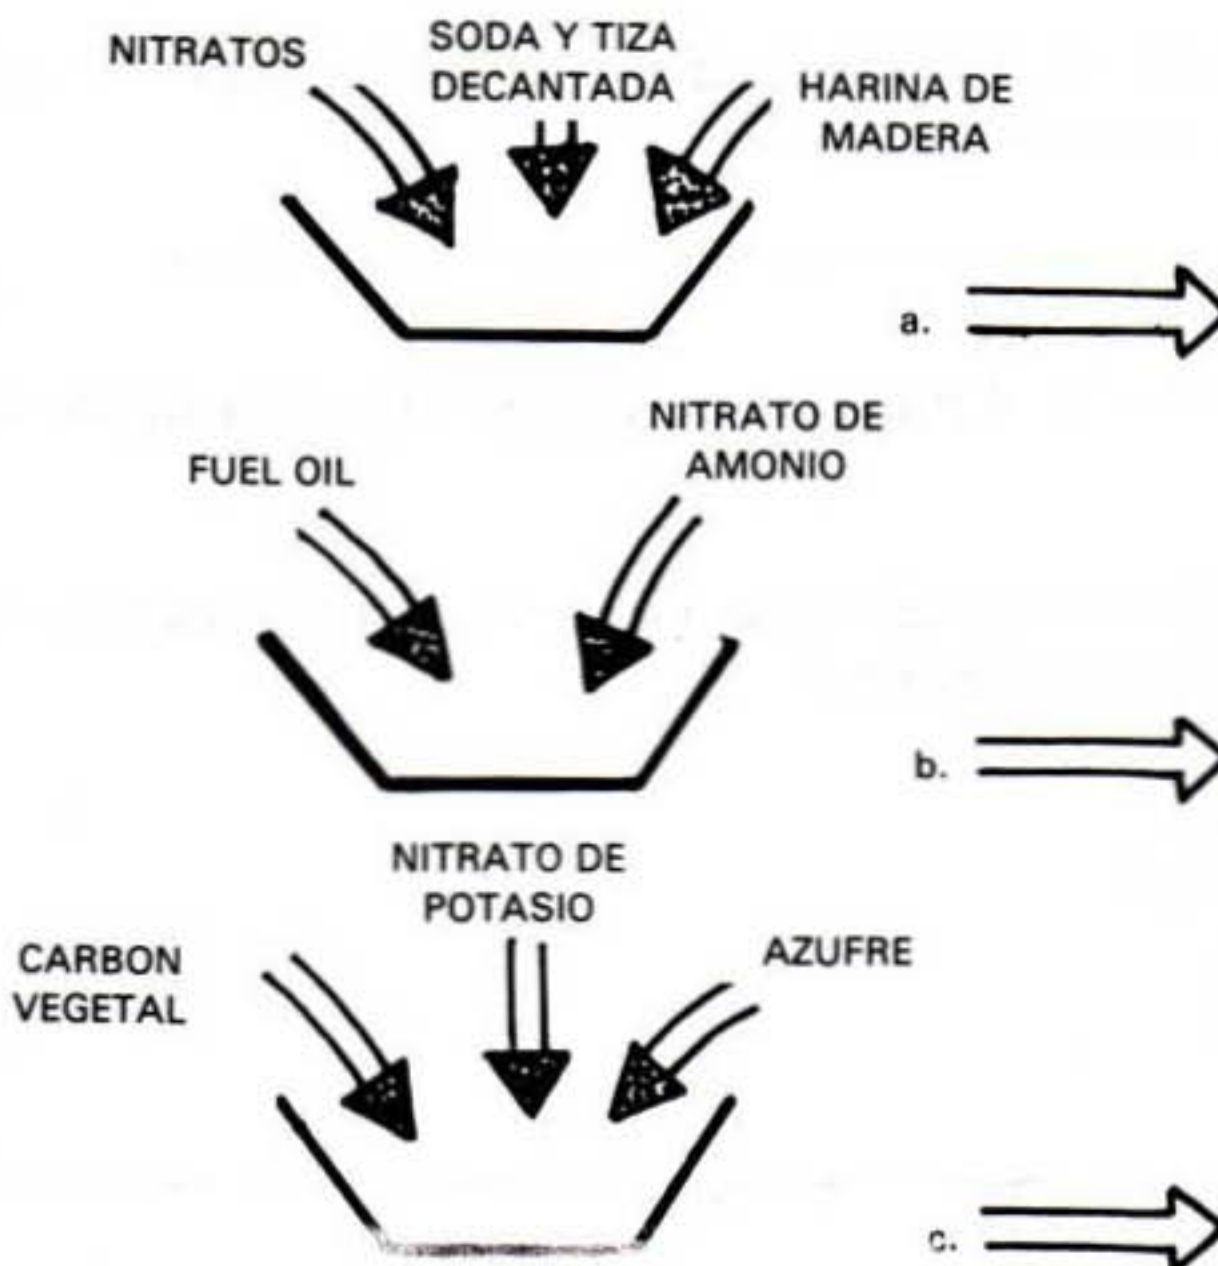 NITRATOS
SODA Y TIZA
DECANTADA
HARINA DE
MADERA
a.
FUEL OIL
NITRATO DE
AMONIO
b.
CARBON
VEGETAL
NITRATO DE
POTASIO
AZUFRE
c.